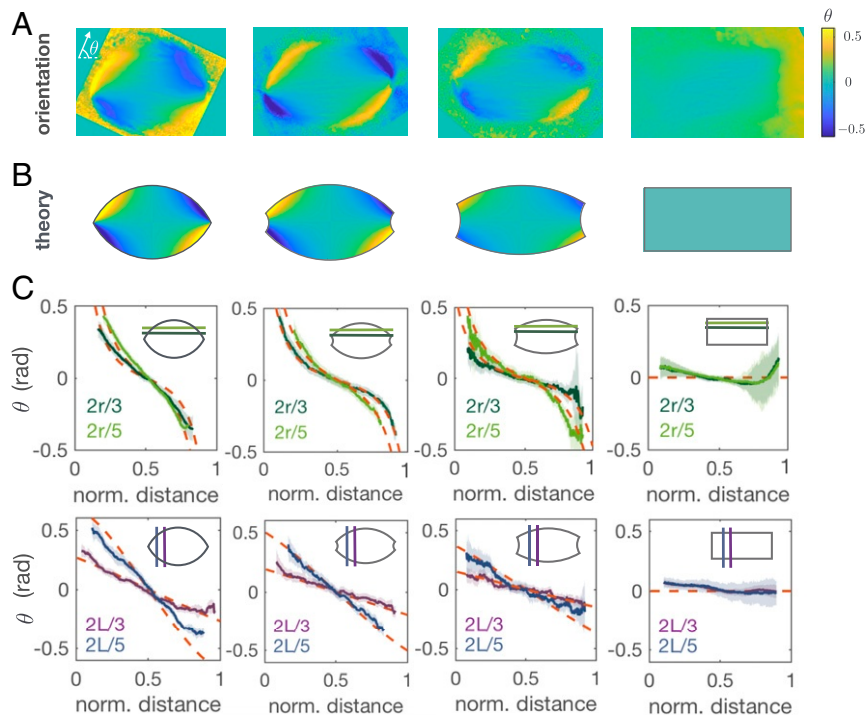 A
orientation
θ
θ
0.5
0
−0.5
B
theory
C
θ (rad)
0.5
0
-0.5
2r/3
2r/5
0 0.5 1
norm. distance
0.5
0
-0.5
2r/3
2r/5
0 0.5 1
norm. distance
0.5
0
-0.5
2r/3
2r/5
0 0.5 1
norm. distance
0.5
0
-0.5
2r/3
2r/5
0 0.5 1
norm. distance
θ (rad)
0.5
0
-0.5
2L/3
2L/5
0 0.5 1
norm. distance
0.5
0
-0.5
2L/3
2L/5
0 0.5 1
norm. distance
0.5
0
-0.5
2L/3
2L/5
0 0.5 1
norm. distance
0.5
0
-0.5
2L/3
2L/5
0 0.5 1
norm. distance